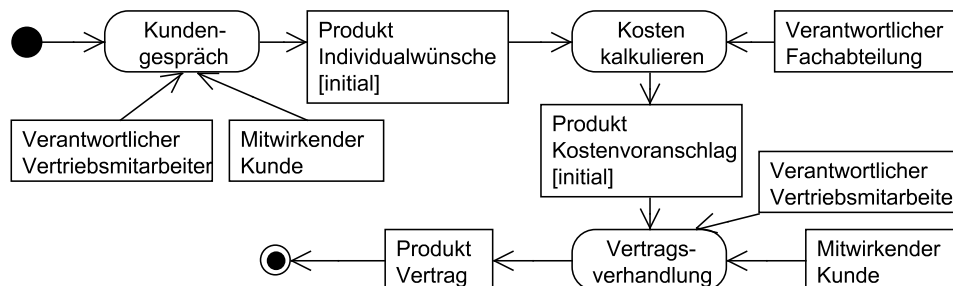 Kunden-
gespräch
Produkt
Individualwünsche
[initial]
Kosten
kalkulieren
Verantwortlicher
Fachabteilung
Verantwortlicher
Vertriebsmitarbeiter
Mitwirkender
Kunde
Produkt
Kostenvoranschlag
[initial]
Verantwortlicher
Vertriebsmitarbeite
Produkt
Vertrag
Vertrags-
verhandlung
Mitwirkender
Kunde